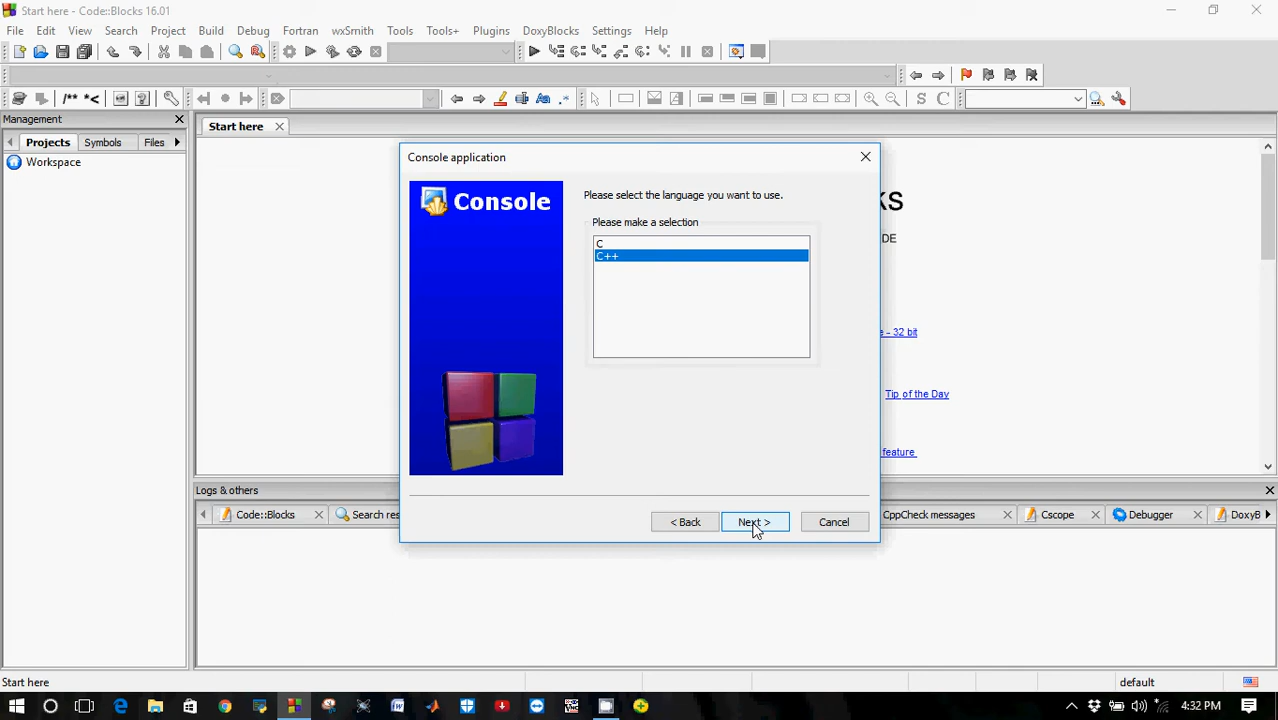 Start here - Code::Blocks 16.01
File Edit View Search Project Build Debug Fortran wxSmith Tools Tools+ Plugins DoxyBlocks Settings Help
/** *<
S C
Management
Projects Symbols Files
Workspace
Start here
Console application
Console
Please select the language you want to use.
Please make a selection
C
C++
KS
DE
e - 32 bit
Tip of the Day
feature
< Back Next > Cancel
Logs & others
Code::Blocks Search res CppCheck messages Cscope Debugger DoxyB
Start here default
4:32 PM